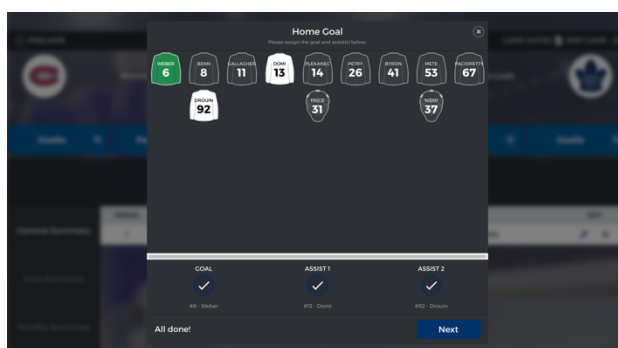 Home Goal
Please assign the goal and assist(s) below
WEBER BENN GALLAGHER DOMI PLEKANEC PETRY BYRON METE PACIORETTY
6 8 11 13 14 26 41 53 67
DROUIN PRICE NIEMI
92 31 37
GOAL ASSIST 1 ASSIST 2
#6 - Weber #13 - Domi #92 - Drouin
All done! Next